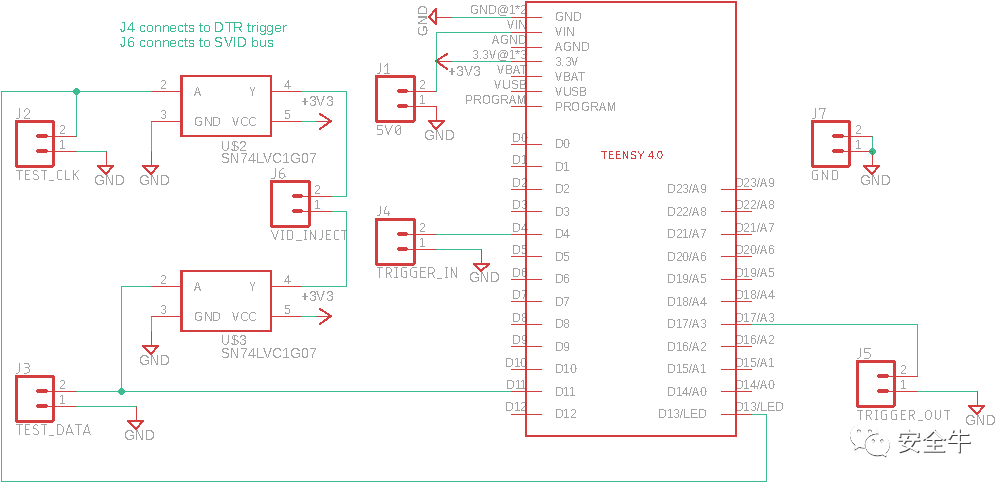 J4 connects to DTR trigger
J6 connects to SVID bus
J2
2
1
TEST_CLK
GND
2
A
Y
4
3
GND
VCC
5
+3V3
GND
U$2
SN74LVC1G07
J6
2
1
VID_INJECT
2
A
Y
4
3
GND
VCC
5
+3V3
GND
U$3
SN74LVC1G07
J3
2
1
TEST_DATA
GND
J1
2
1
5V0
GND
+3V3
GND
J4
2
1
TRIGGER_IN
GND
GND@1*2
VIN
AGND
3.3V@1*3
VBAT
VUSB
PROGRAM
D0
D1
D2
D3
D4
D5
D6
D7
D8
D9
D10
D11
D12
GND
VIN
AGND
3.3V
VBAT
VUSB
PROGRAM
D0
D1
D2
D3
D4
D5
D6
D7
D8
D9
D10
D11
D12
TEENSY 4.0
D23/A9
D22/A8
D21/A7
D20/A6
D19/A5
D18/A4
D17/A3
D16/A2
D15/A1
D14/A0
D13/LED
D23/A9
D22/A8
D21/A7
D20/A6
D19/A5
D18/A4
D17/A3
D16/A2
D15/A1
D14/A0
D13/LED
J7
2
1
GND
GND
J5
2
1
TRIGGER_OUT
GND
安全牛